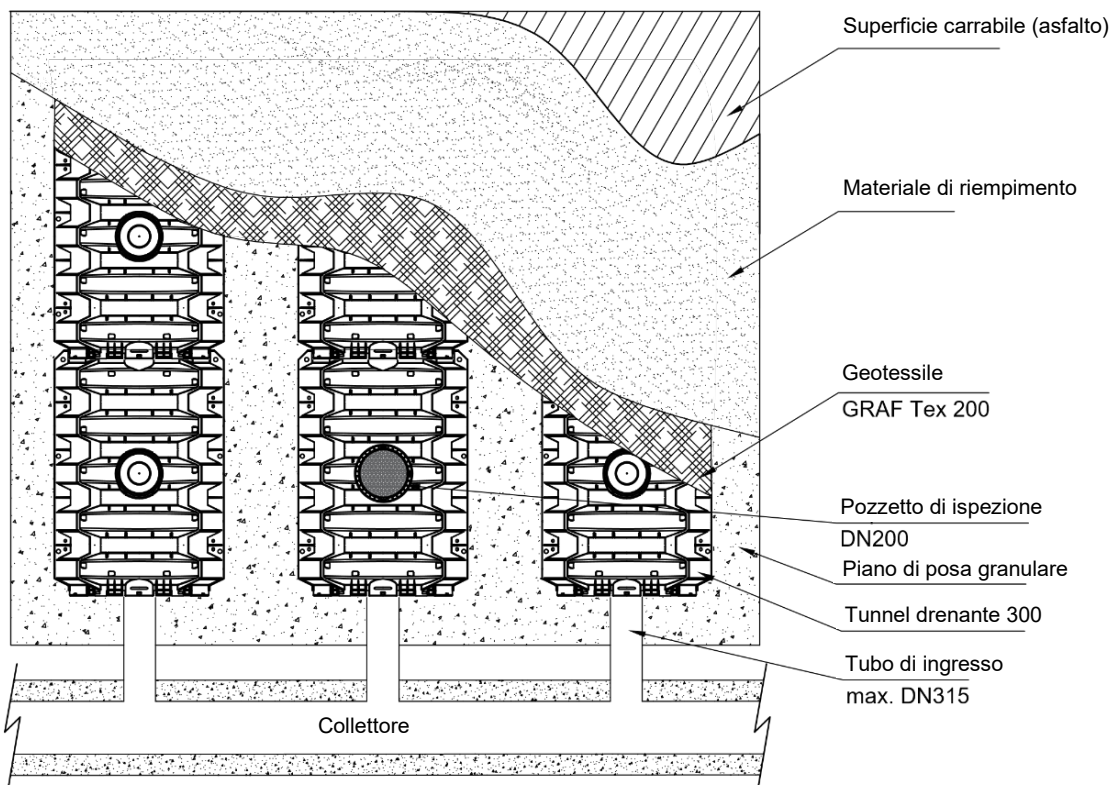 Superficie carrabile (asfalto)
Materiale di riempimento
Geotessile
GRAF Tex 200
Pozzetto di ispezione
DN200
Piano di posa granulare
Tunnel drenante 300
Tubo di ingresso
max. DN315
Collettore